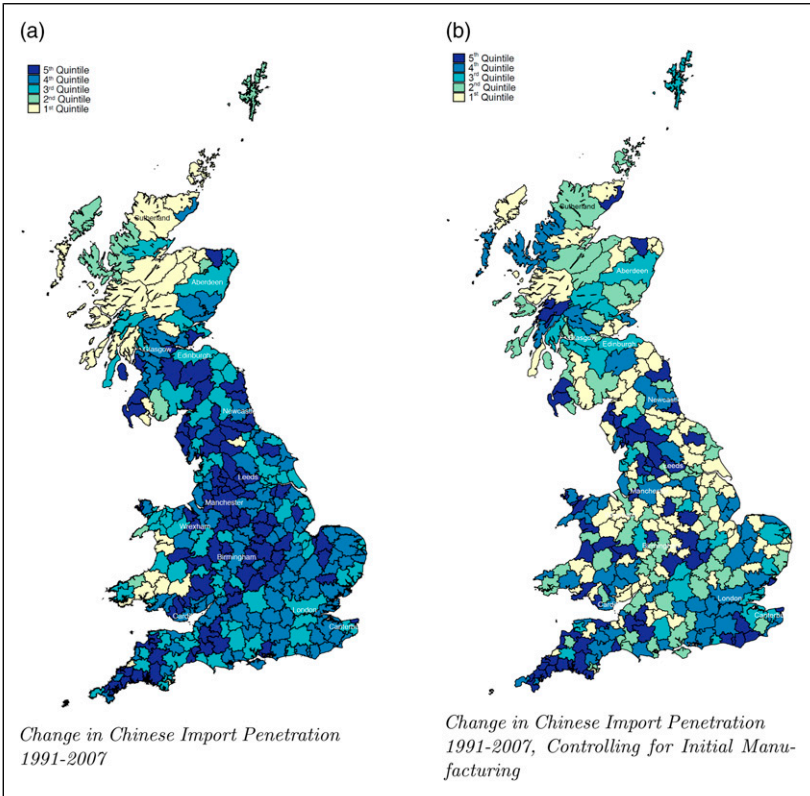 (a)
5th Quintile
4th Quintile
3rd Quintile
2nd Quintile
1st Quintile
Sutherland
Aberdeen
Glasgow
Edinburgh
Newcastle
Leeds
Manchester
Wrexham
Birmingham
London
Change in Chinese Import Penetration
1991-2007
(b)
5th Quintile
4th Quintile
3rd Quintile
2nd Quintile
1st Quintile
Sutherland
Aberdeen
Glasgow
Edinburgh
Newcastl
Leeds
Manches
London
Change in Chinese Import Penetration
1991-2007, Controlling for Initial Manu-
facturing